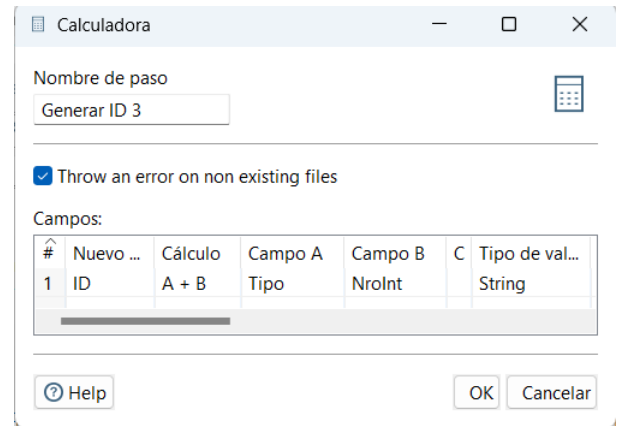 Calculadora
Nombre de paso
Generar ID 3
Throw an error on non existing files
Campos:
# Nuevo ... Cálculo Campo A Campo B C Tipo de val...
1 ID A + B Tipo NroInt String
Help OK Cancelar